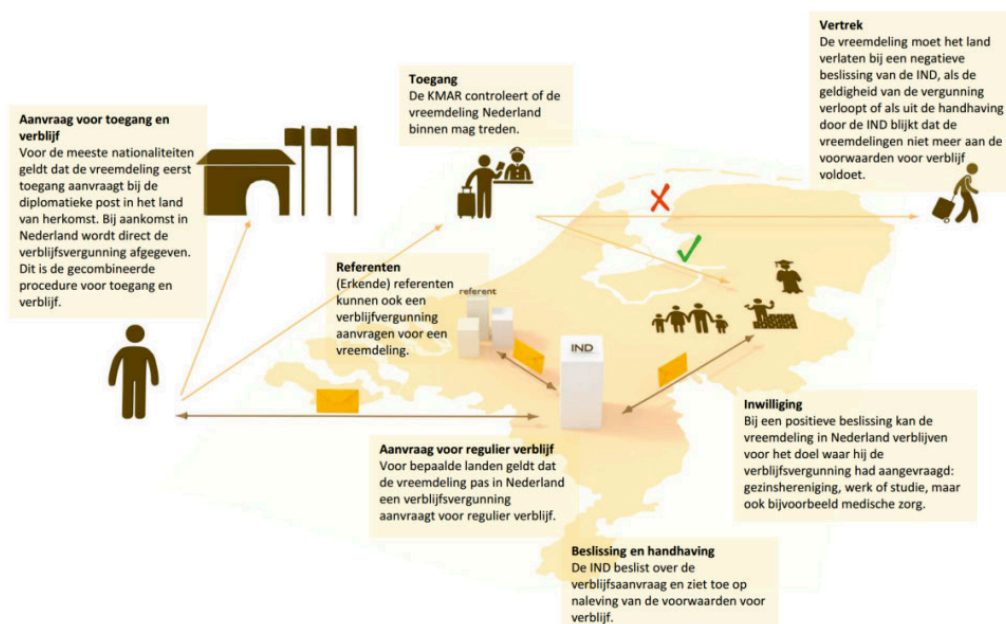 Aanvraag voor toegang en
verblijf
Voor de meeste nationaliteiten
geldt dat de vreemdeling eerst
toegang aanvraagt bij de
diplomatieke post in het land
van herkomst. Bij aankomst in
Nederland wordt direct de
verblijfsvergunning afgegeven.
Dit is de gecombineerde
procedure voor toegang en
verblijf.
Toegang
De KMAR controleert of de
vreemdeling Nederland
binnen mag treden.
Vertrek
De vreemdeling moet het land
verlaten bij een negatieve
beslissing van de IND, als de
geldigheid van de vergunning
verloopt of als uit de handhaving
door de IND blijkt dat de
vreemdelingen niet meer aan de
voorwaarden voor verblijf
voldoet.
Referenten
(Erkende) referenten
kunnen ook een
verblijfvergunning
aanvragen voor een
vreemdeling.
referent
IND
Aanvraag voor regulier verblijf
Voor bepaalde landen geldt dat
de vreemdeling pas in Nederland
een verblijfsvergunning
aanvraagt voor regulier verblijf.
Inwilliging
Bij een positieve beslissing kan de
vreemdeling in Nederland verblijven
voor het doel waar hij de
verblijfsvergunning had aangevraagd:
gezinshereniging, werk of studie, maar
ook bijvoorbeeld medische zorg.
Beslissing en handhaving
De IND beslist over de
verblijfsaanvraag en ziet toe op
naleving van de voorwaarden voor
verblijf.